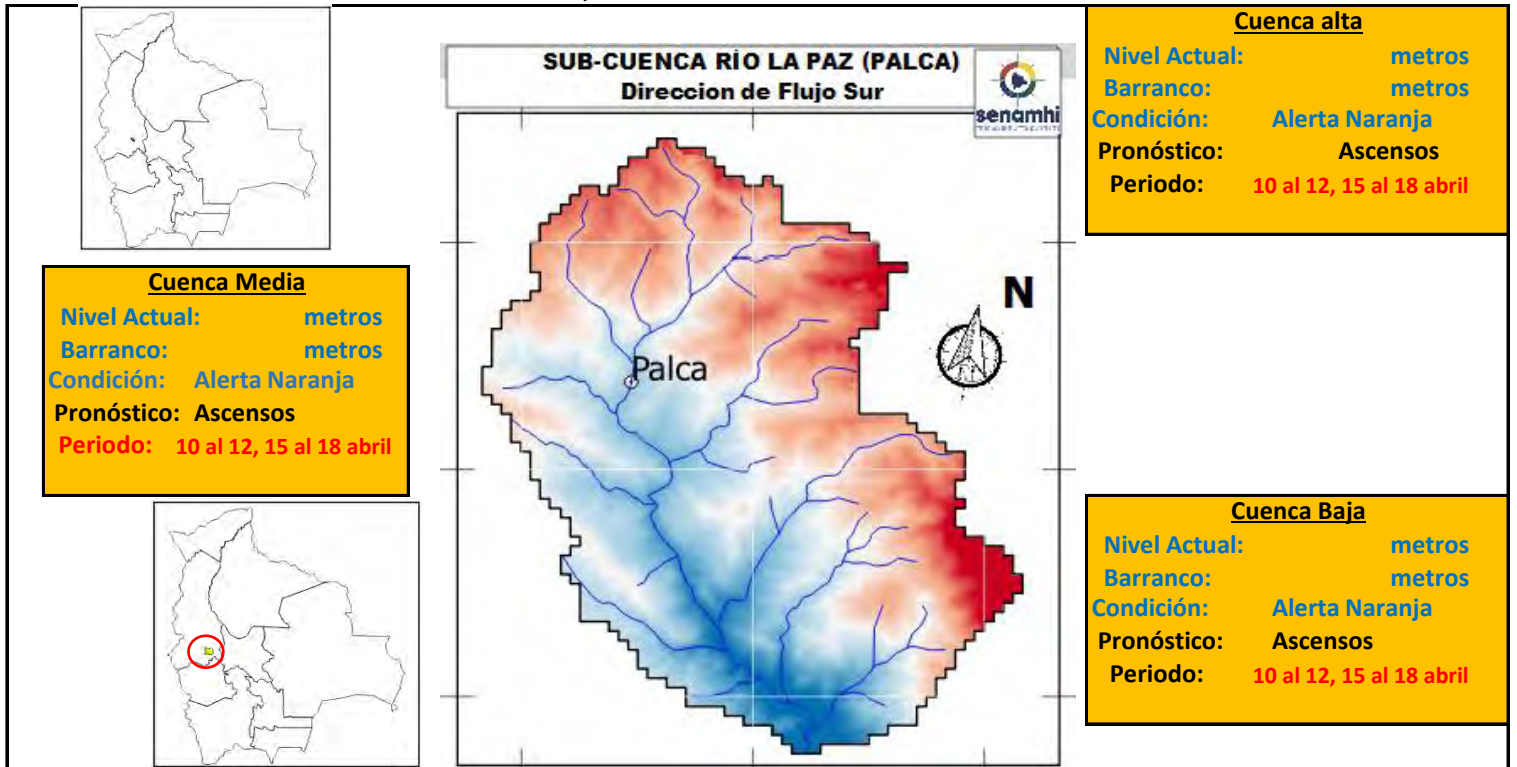 SUB-CUENCA RÍO LA PAZ (PALCA)
Direccion de Flujo Sur
senamhi
Cuenca alta
Nivel Actual: metros
Barranco: metros
Condición: Alerta Naranja
Pronóstico: Ascensos
Periodo: 10 al 12, 15 al 18 abril
Cuenca Media
Nivel Actual: metros
Barranco: metros
Condición: Alerta Naranja
Pronóstico: Ascensos
Periodo: 10 al 12, 15 al 18 abril
N
Palca
Cuenca Baja
Nivel Actual: metros
Barranco: metros
Condición: Alerta Naranja
Pronóstico: Ascensos
Periodo: 10 al 12, 15 al 18 abril